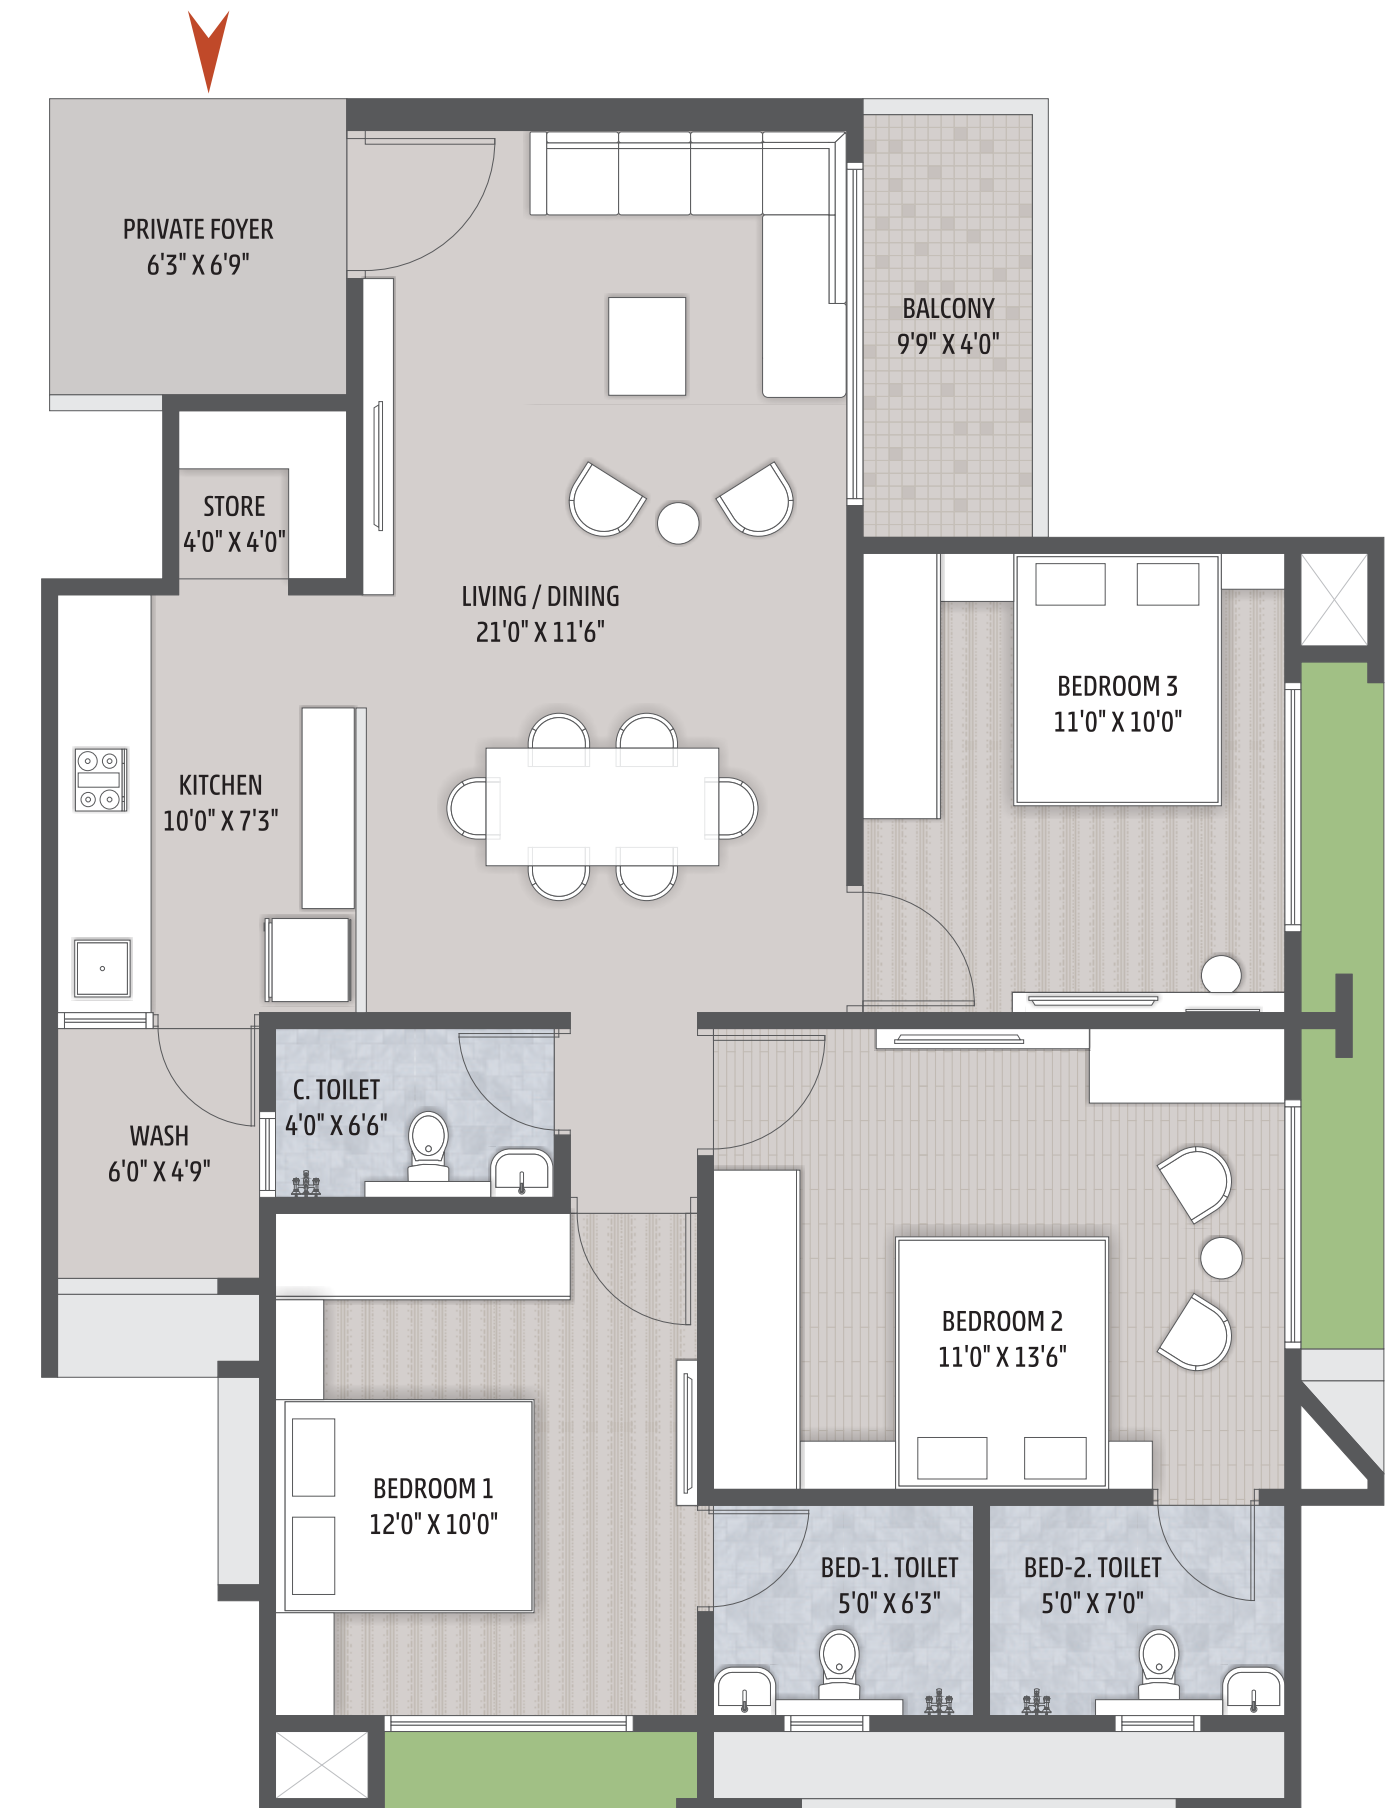 PRIVATE FOYER
6'3" X 6'9"
BALCONY
9'9" X 4'0"
STORE
4'0" X 4'0"
LIVING / DINING
21'0" X 11'6"
BEDROOM 3
11'0" X 10'0"
KITCHEN
10'0" X 7'3"
C. TOILET
4'0" X 6'6"
WASH
6'0" X 4'9"
BEDROOM 2
11'0" X 13'6"
BEDROOM 1
12'0" X 10'0"
BED-1. TOILET
5'0" X 6'3"
BED-2. TOILET
5'0" X 7'0"